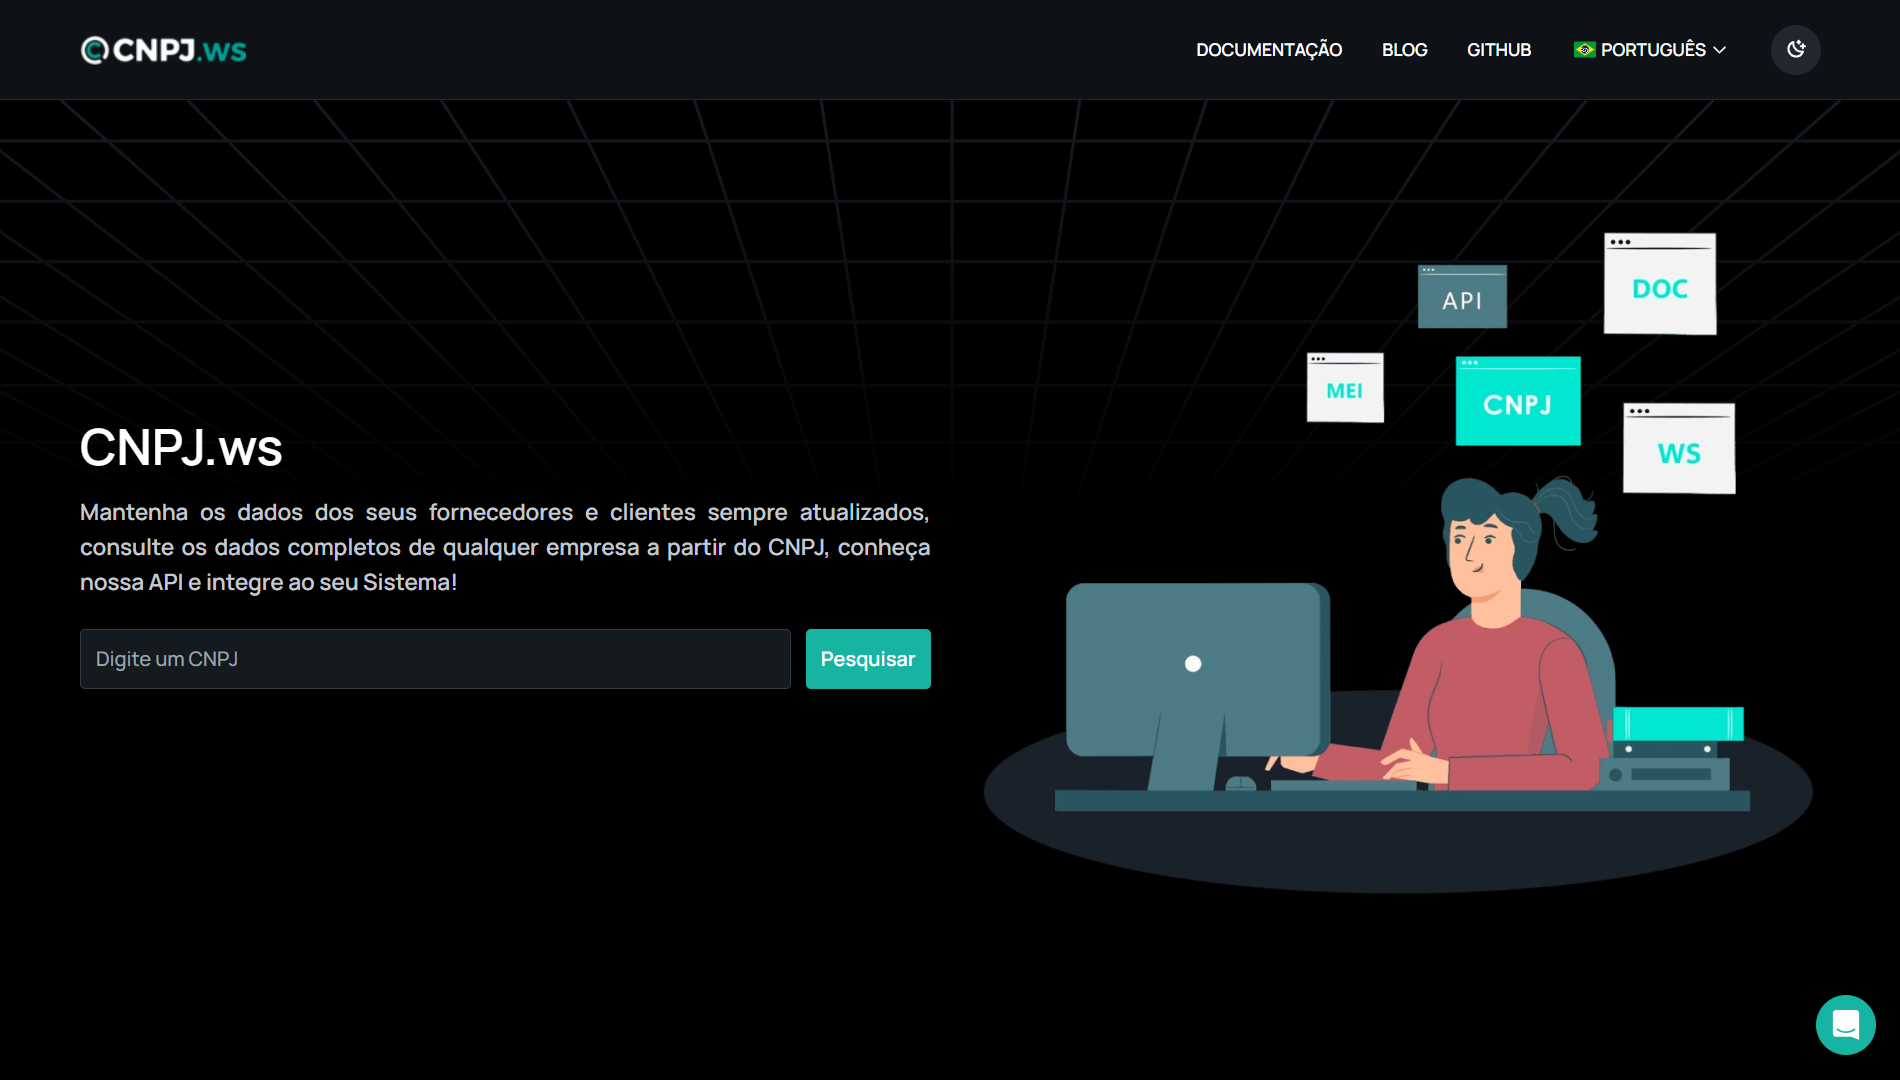 CNPJ.ws
DOCUMENTAÇÃO
BLOG
GITHUB
PORTUGUÊS
DOC
API
MEI
CNPJ
WS
CNPJ.ws
Mantenha os dados dos seus fornecedores e clientes sempre atualizados,
consulte os dados completos de qualquer empresa a partir do CNPJ, conheça
nossa API e integre ao seu Sistema!
Digite um CNPJ
Pesquisar